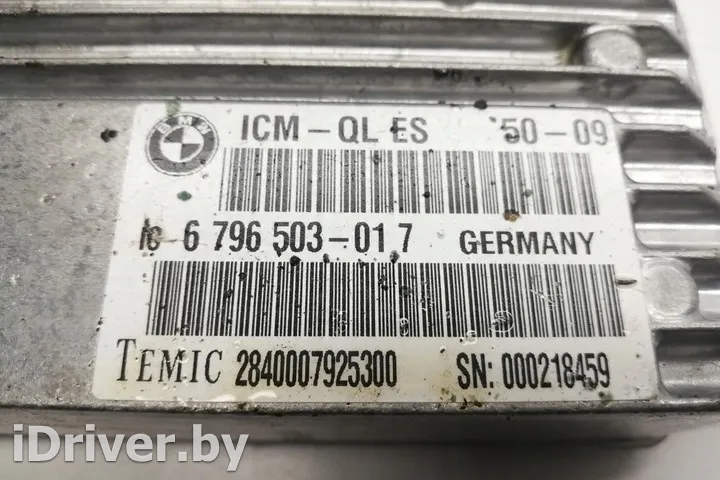 BMW
ICM-QL ES 50-09
6 796 503-01 7 GERMANY
TEMIC 2840007925300 SN: 000218459
iDriver.by